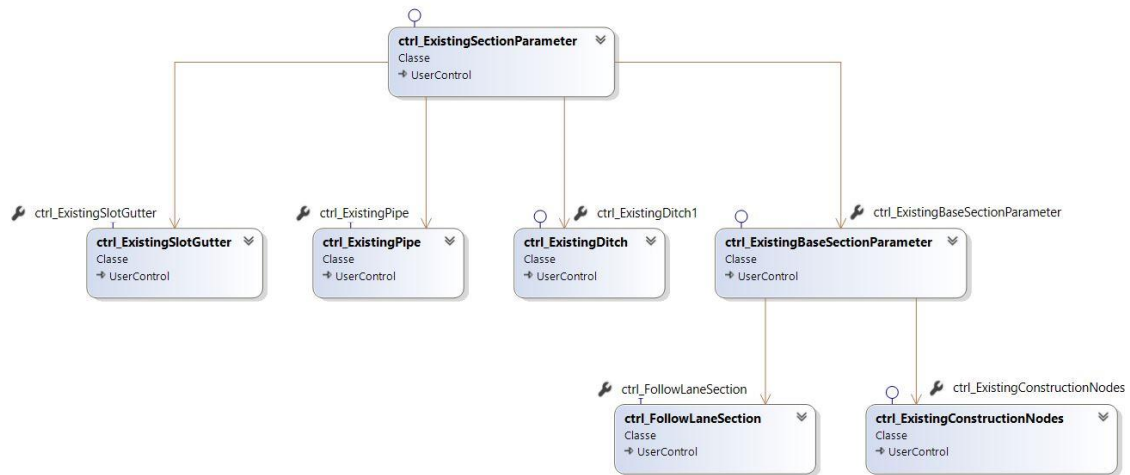 ctrl_ExistingSectionParameter
Classe
UserControl
ctrl_ExistingSlotGutter
ctrl_ExistingPipe
ctrl_ExistingDitch1
ctrl_ExistingBaseSectionParameter
ctrl_ExistingSlotGutter
Classe
UserControl
ctrl_ExistingPipe
Classe
UserControl
ctrl_ExistingDitch
Classe
UserControl
ctrl_ExistingBaseSectionParameter
Classe
UserControl
ctrl_FollowLaneSection
ctrl_ExistingConstructionNodes
ctrl_FollowLaneSection
Classe
UserControl
ctrl_ExistingConstructionNodes
Classe
UserControl